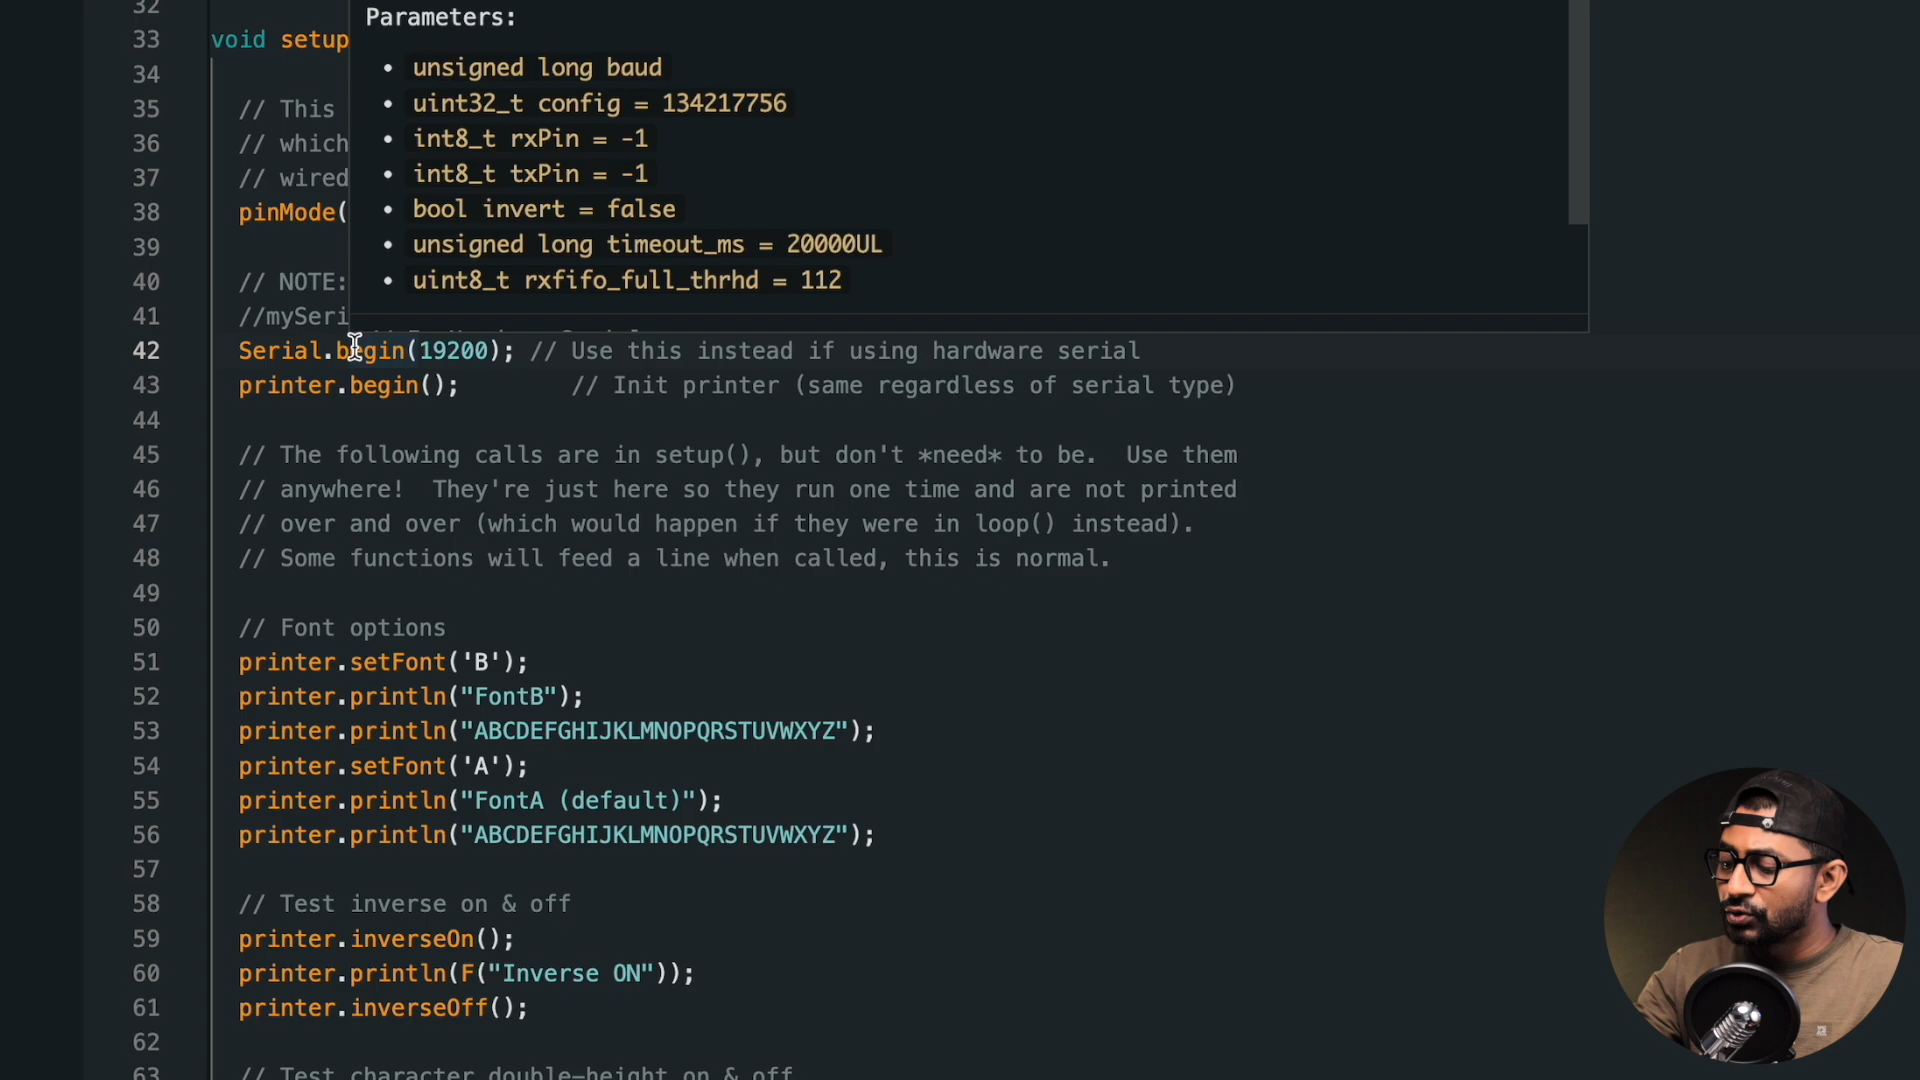 Parameters:
unsigned long baud
uint32_t config = 134217756
int8_t rxPin = -1
int8_t txPin = -1
bool invert = false
unsigned long timeout_ms = 20000UL
uint8_t rxfifo_full_thrhd = 112
32
33 void setup
34
35 // This
36 // which
37 // wired
38 pinMode(
39
40 // NOTE:
41 //mySeri
42 Serial.begin(19200); // Use this instead if using hardware serial
43 printer.begin(); // Init printer (same regardless of serial type)
44
45 // The following calls are in setup(), but don't *need* to be. Use them
46 // anywhere! They're just here so they run one time and are not printed
47 // over and over (which would happen if they were in loop() instead).
48 // Some functions will feed a line when called, this is normal.
49
50 // Font options
51 printer.setFont('B');
52 printer.println("FontB");
53 printer.println("ABCDEFGHIJKLMNOPQRSTUVWXYZ");
54 printer.setFont('A');
55 printer.println("FontA (default)");
56 printer.println("ABCDEFGHIJKLMNOPQRSTUVWXYZ");
57
58 // Test inverse on & off
59 printer.inverseOn();
60 printer.println(F("Inverse ON"));
61 printer.inverseOff();
62
63 // Test character double-height on & off